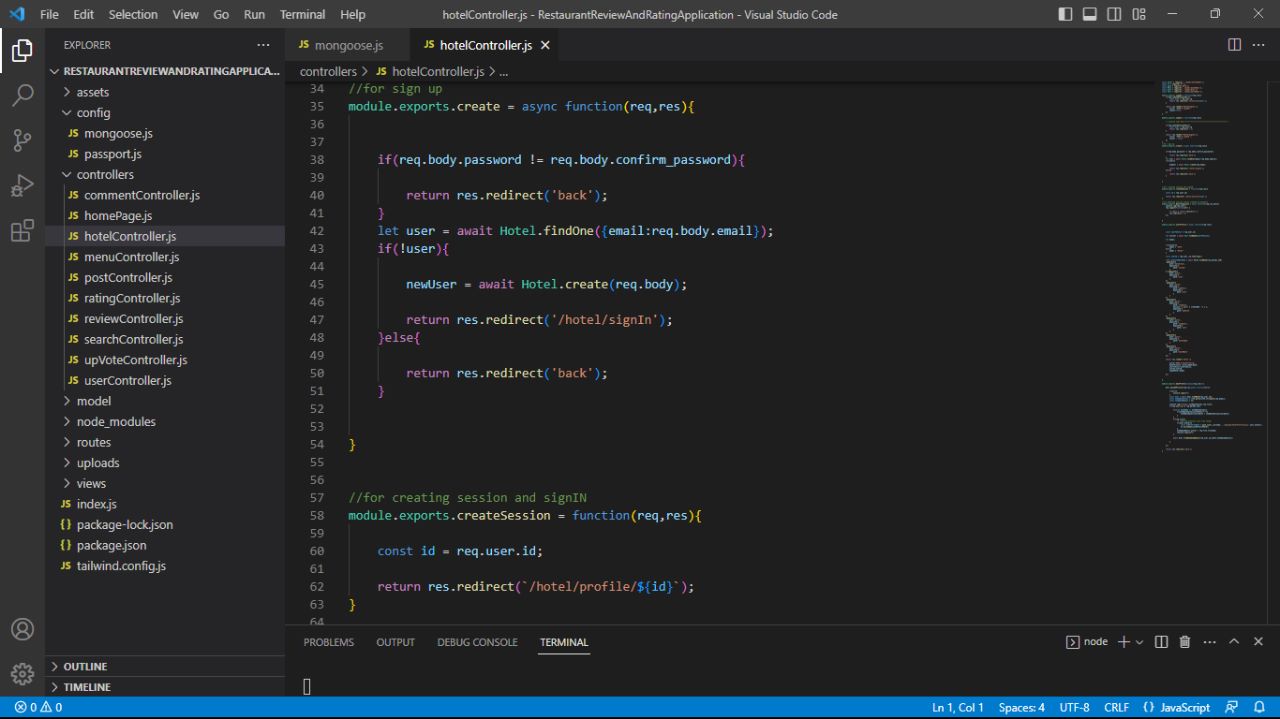 File Edit Selection View Go Run Terminal Help hotelController.js - RestaurantReviewAndRatingApplication - Visual Studio Code
EXPLORER
RESTAURANTREVIEWANDRATINGAPPLICA...
assets
config
JS mongoose.js
JS passport.js
controllers
JS commentController.js
JS homePage.js
JS hotelController.js
JS menuController.js
JS postController.js
JS ratingController.js
JS reviewController.js
JS searchController.js
JS upVoteController.js
JS userController.js
model
node_modules
routes
uploads
views
JS index.js
{} package-lock.json
{} package.json
JS tailwind.config.js
OUTLINE
TIMELINE
JS mongoose.js JS hotelController.js
controllers > JS hotelController.js > ...
34 //for sign up
35 module.exports.create = async function(req,res){
36
37
38 if(req.body.password != req.body.confirm_password){
39
40 return res.redirect('back');
41 }
42 let user = await Hotel.findOne({email:req.body.email});
43 if(!user){
44
45 newUser = await Hotel.create(req.body);
46
47 return res.redirect('/hotel/signIn');
48 }else{
49
50 return res.redirect('back');
51 }
52
53
54 }
55
56
57 //for creating session and signIN
58 module.exports.createSession = function(req,res){
59
60 const id = req.user.id;
61
62 return res.redirect(`/hotel/profile/${id}`);
63 }
64
PROBLEMS OUTPUT DEBUG CONSOLE TERMINAL node
0 0 Ln 1, Col 1 Spaces: 4 UTF-8 CRLF {} JavaScript